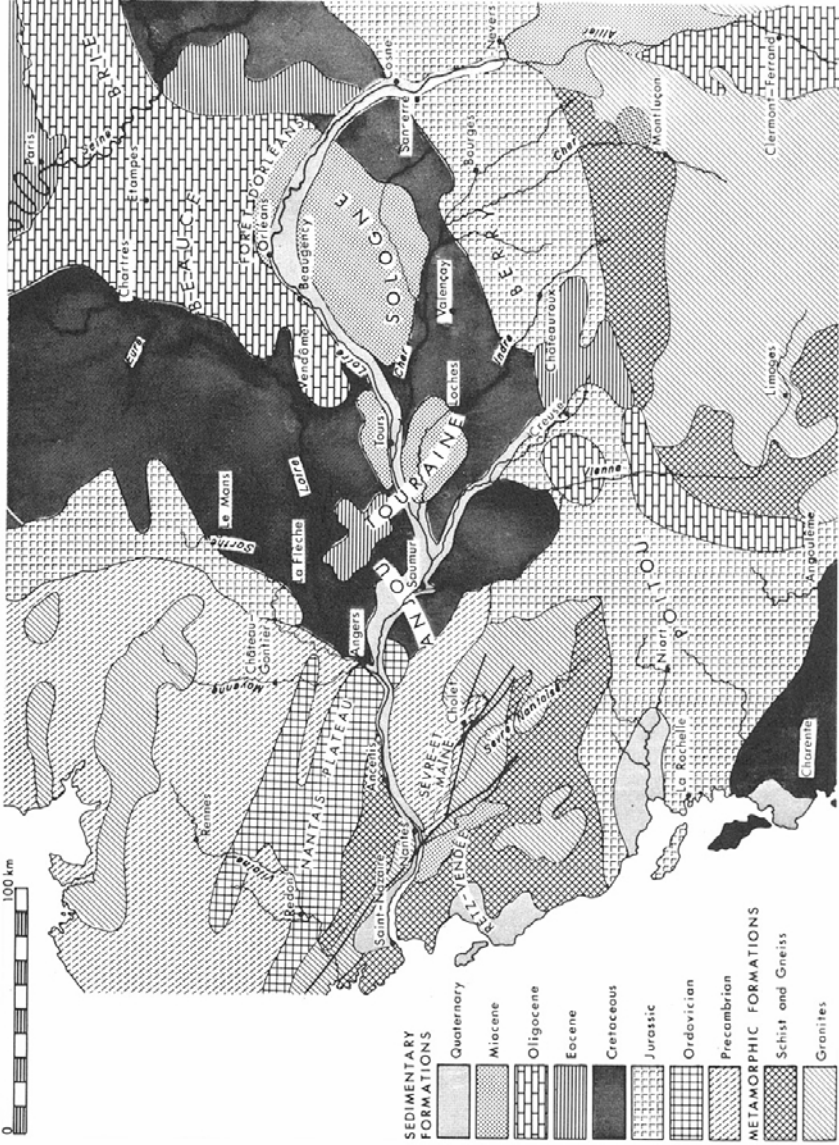 0
100 km
Paris
Seine
BRIE
Etampes
Chartres
BEAUCE
Eure
FORÊT D'ORLÉANS
Orléans
Beaugency
Vendôme
Loire
SOLOGNE
Cher
Valençay
Cosne
Sancerre
Nevers
Allier
Bourges
Cher
BERRY
Indre
Châteauroux
Montluçon
Clermont-Ferrand
Limoges
Le Mans
Sarthe
La Flèche
Loire
Tours
TOURAINE
Loches
Creuse
Vienne
Saumur
ANJOU
Angers
Château-
Gontier
Mayenne
Rennes
Vilaine
Redon
NANTAIS PLATEAU
Ancenis
Saint-Nazaire
Nantes
SÈVRE-ET
MAINE
Cholet
Sèvre Nantaise
RETZ-VENDÉE
POITOU
Niort
La Rochelle
Angoulême
Charente
SEDIMENTARY
FORMATIONS
Quaternary
Miocene
Oligocene
Eocene
Cretaceous
Jurassic
Ordovician
Precambrian
METAMORPHIC FORMATIONS
Schist and Gneiss
Granites